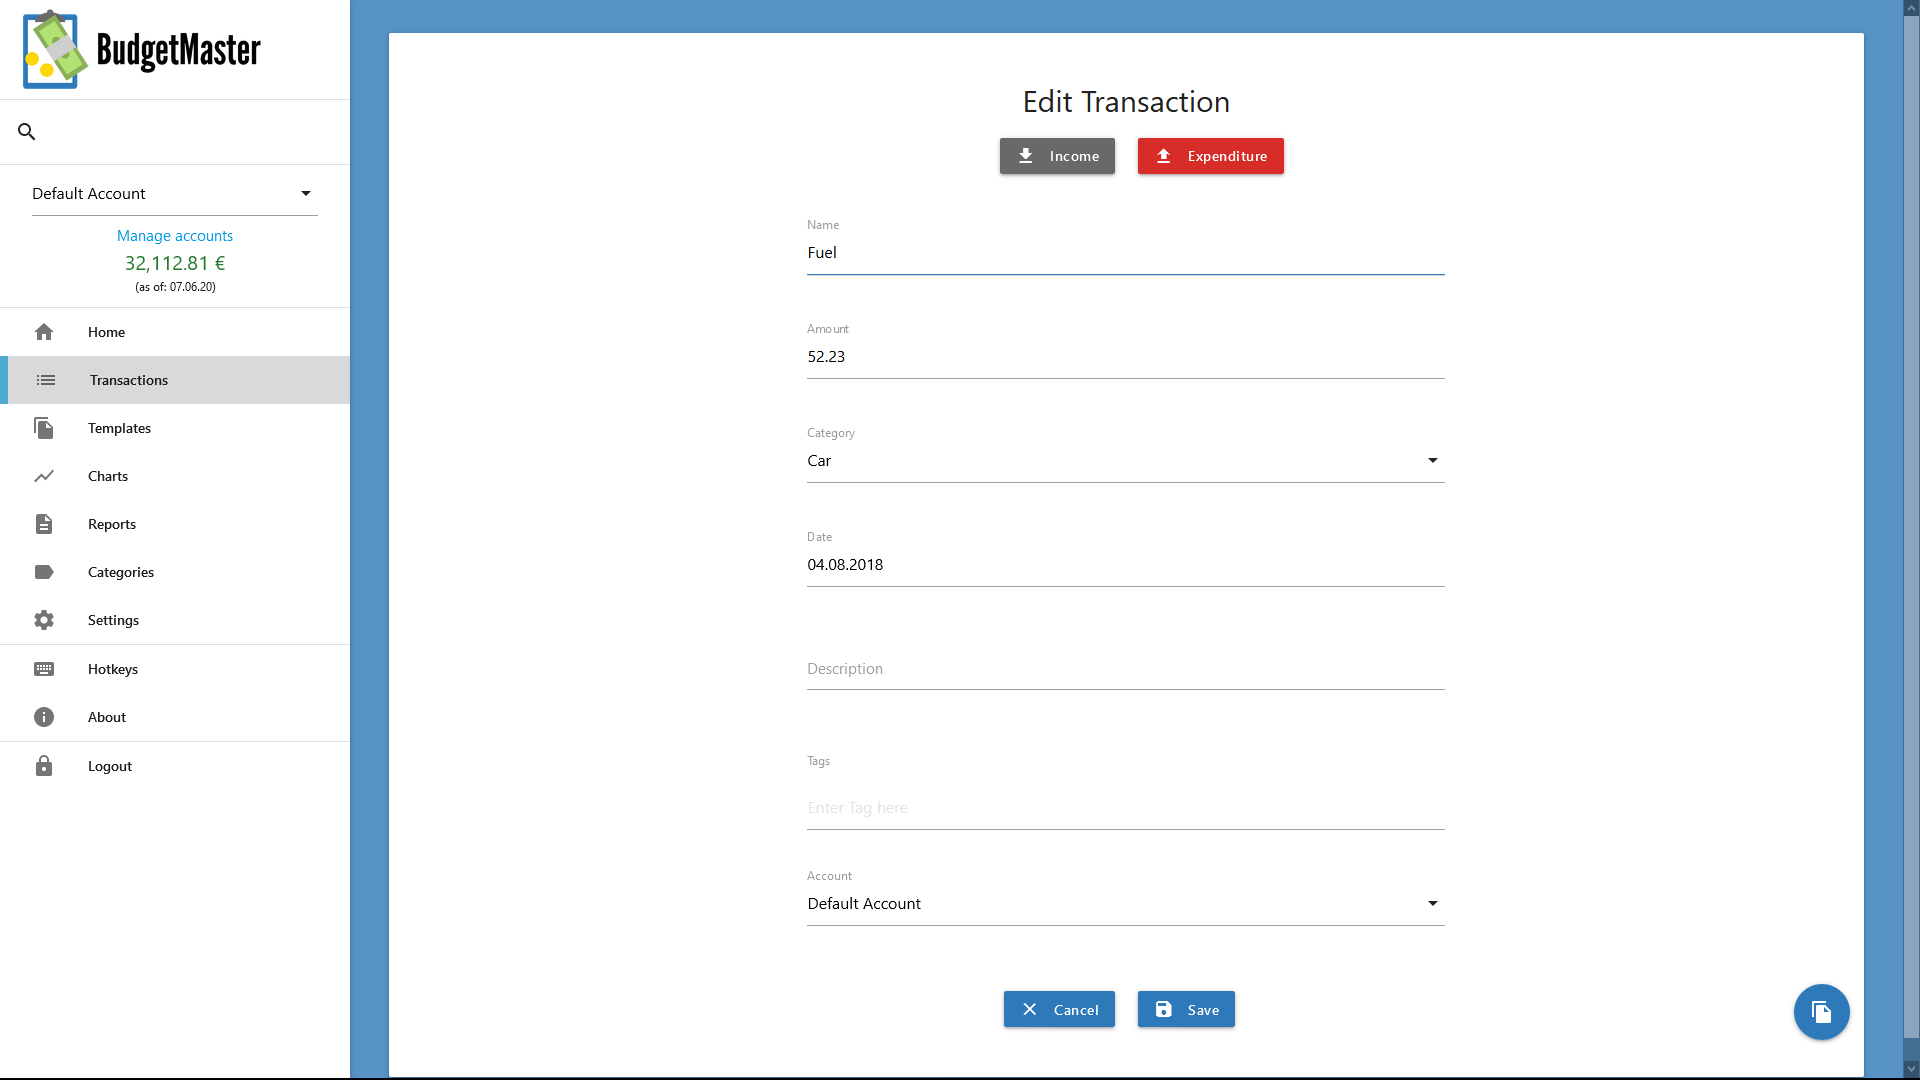 BudgetMaster
Default Account
Manage accounts
32,112.81 €
(as of: 07.06.20)
Home
Transactions
Templates
Charts
Reports
Categories
Settings
Hotkeys
About
Logout
Edit Transaction
Income
Expenditure
Name
Fuel
Amount
52.23
Category
Car
Date
04.08.2018
Description
Tags
Enter Tag here
Account
Default Account
Cancel
Save